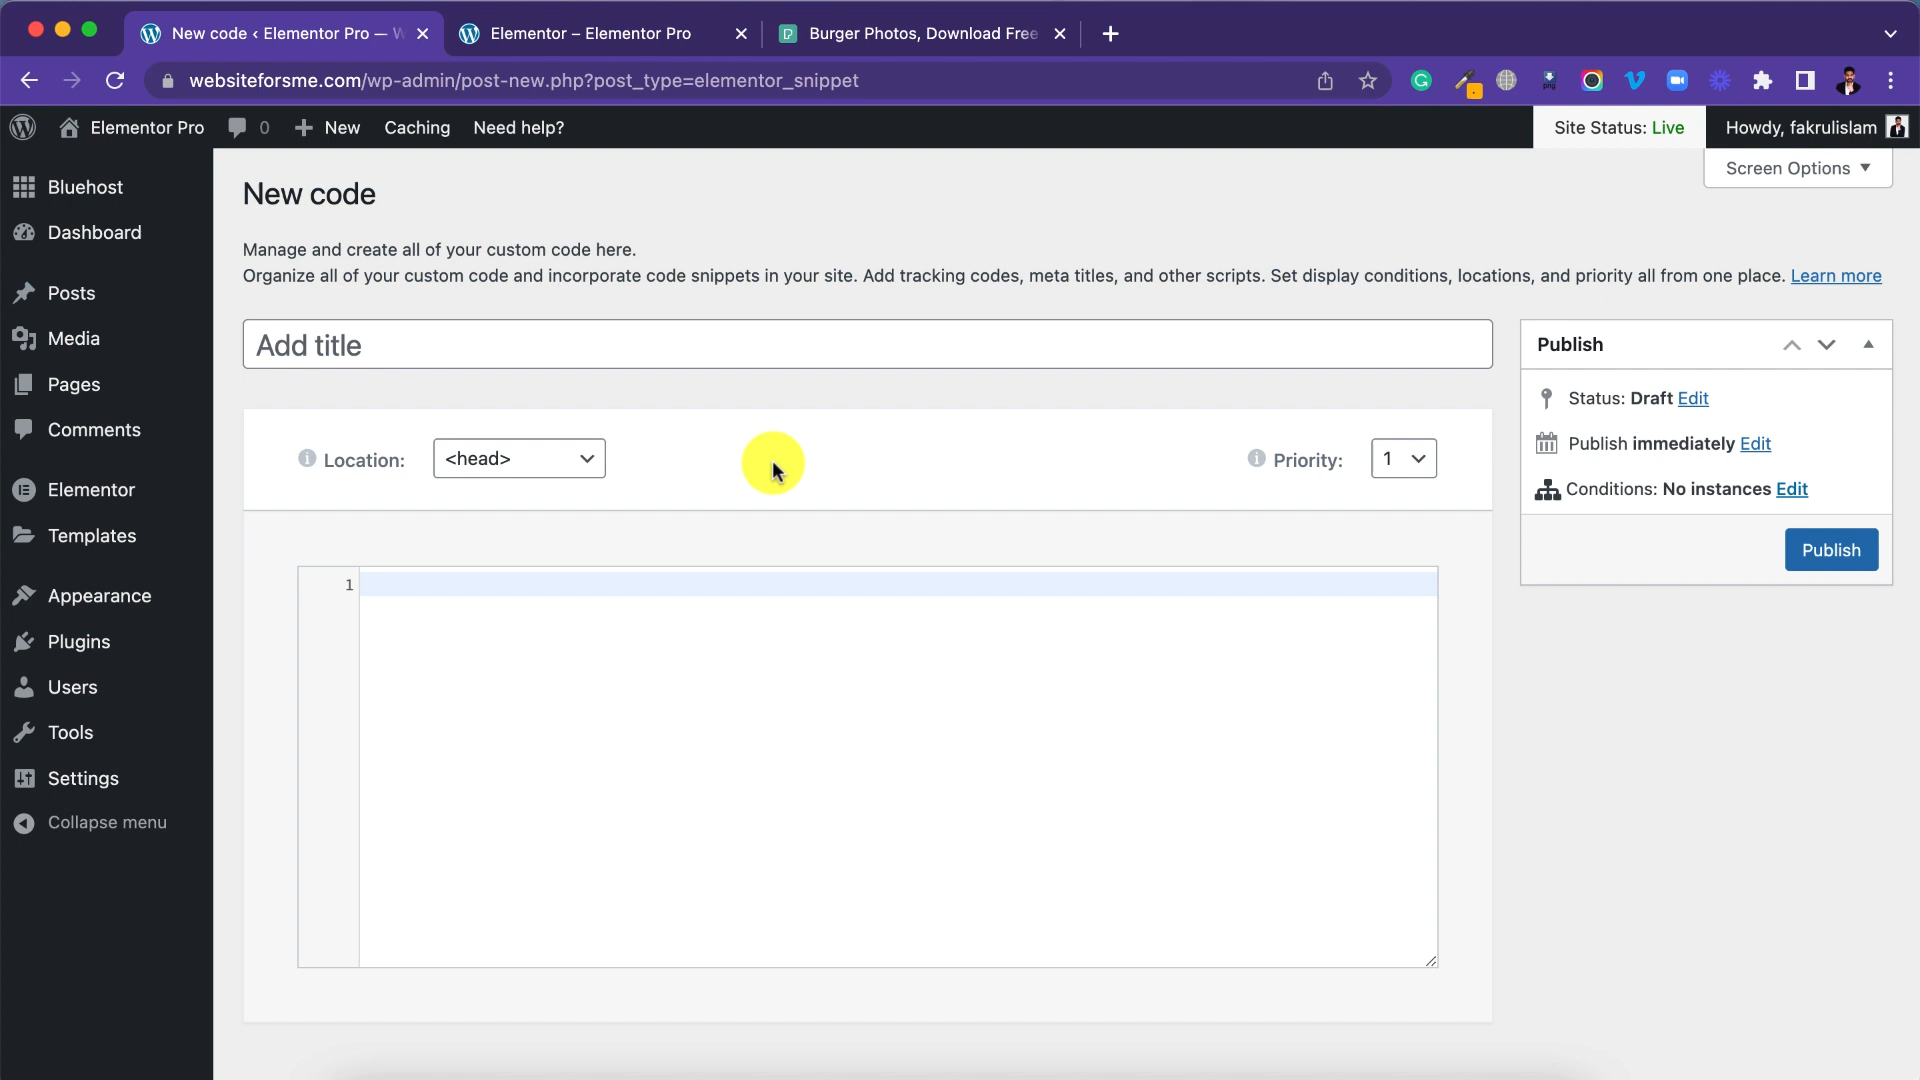 New code ‹ Elementor Pro — W
Elementor – Elementor Pro
Burger Photos, Download Free
websiteforsme.com/wp-admin/post-new.php?post_type=elementor_snippet
Elementor Pro
0
New
Caching
Need help?
Site Status: Live
Howdy, fakrulislam
Screen Options
Bluehost
Dashboard
Posts
Media
Pages
Comments
Elementor
Templates
Appearance
Plugins
Users
Tools
Settings
Collapse menu
New code
Manage and create all of your custom code here.
Organize all of your custom code and incorporate code snippets in your site. Add tracking codes, meta titles, and other scripts. Set display conditions, locations, and priority all from one place. Learn more
Add title
Location:
<head>
Priority:
1
1
Publish
Status: Draft Edit
Publish immediately Edit
Conditions: No instances Edit
Publish